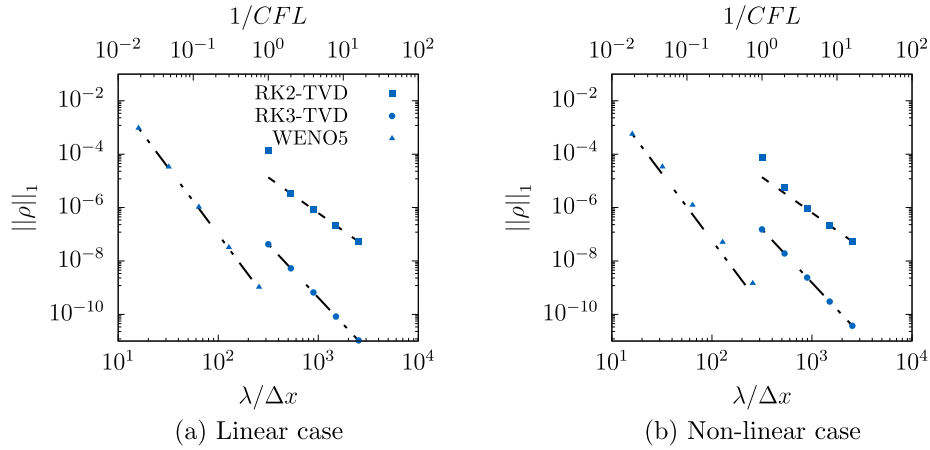 1/CFL
10^-2 10^-1 10^0 10^1 10^2
10^-2
10^-4
10^-6
10^-8
10^-10
||ρ||_1
RK2-TVD
RK3-TVD
WENO5
10^1 10^2 10^3 10^4
λ/Δx
(a) Linear case
1/CFL
10^-2 10^-1 10^0 10^1 10^2
10^-2
10^-4
10^-6
10^-8
10^-10
||ρ||_1
10^1 10^2 10^3 10^4
λ/Δx
(b) Non-linear case